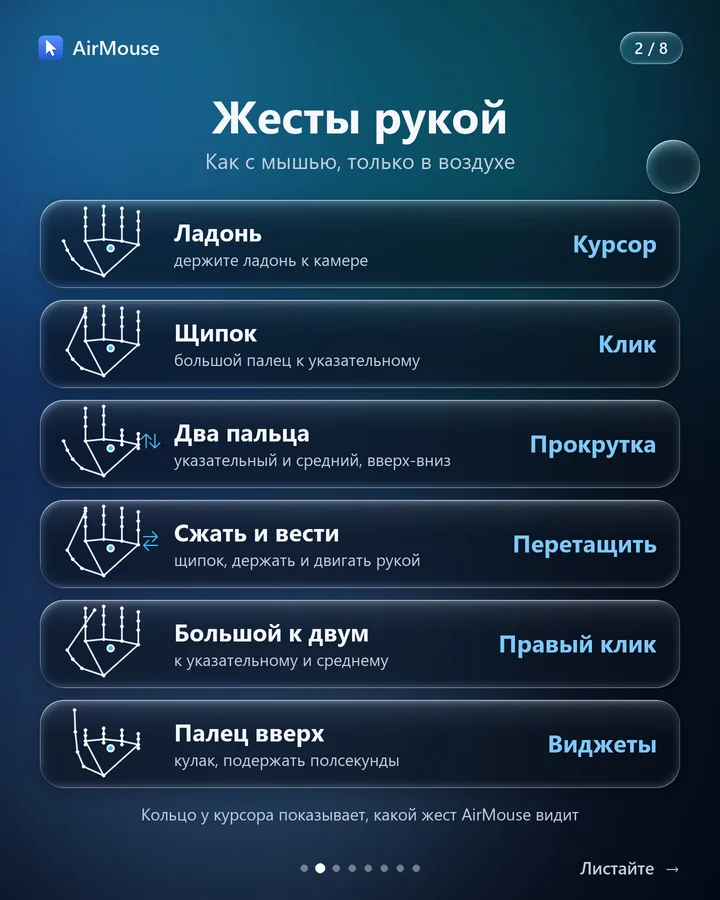 AirMouse
2 / 8
Жесты рукой
Как с мышью, только в воздухе
Ладонь
держите ладонь к камере
Курсор
Щипок
большой палец к указательному
Клик
Два пальца
указательный и средний, вверх-вниз
Прокрутка
Сжать и вести
щипок, держать и двигать рукой
Перетащить
Большой к двум
к указательному и среднему
Правый клик
Палец вверх
кулак, подержать полсекунды
Виджеты
Кольцо у курсора показывает, какой жест AirMouse видит
Листайте →